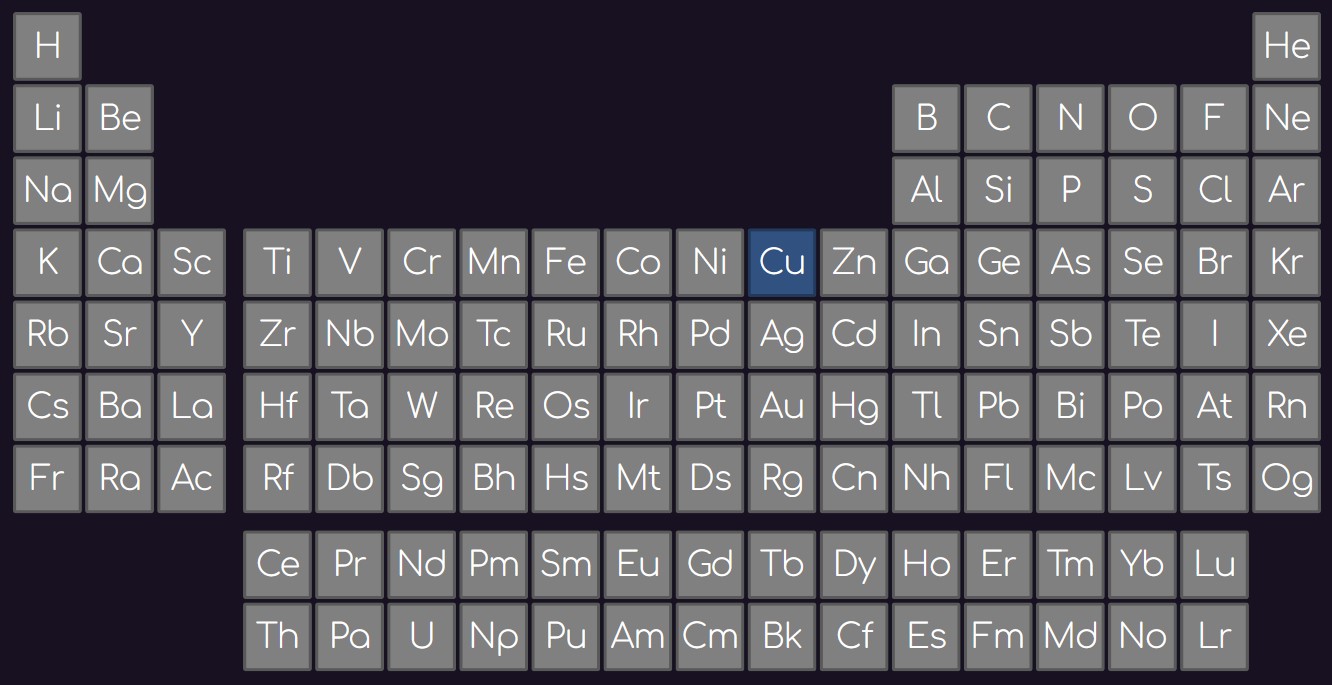 H He
Li Be B C N O F Ne
Na Mg Al Si P S Cl Ar
K Ca Sc Ti V Cr Mn Fe Co Ni Cu Zn Ga Ge As Se Br Kr
Rb Sr Y Zr Nb Mo Tc Ru Rh Pd Ag Cd In Sn Sb Te I Xe
Cs Ba La Hf Ta W Re Os Ir Pt Au Hg Tl Pb Bi Po At Rn
Fr Ra Ac Rf Db Sg Bh Hs Mt Ds Rg Cn Nh Fl Mc Lv Ts Og
Ce Pr Nd Pm Sm Eu Gd Tb Dy Ho Er Tm Yb Lu
Th Pa U Np Pu Am Cm Bk Cf Es Fm Md No Lr